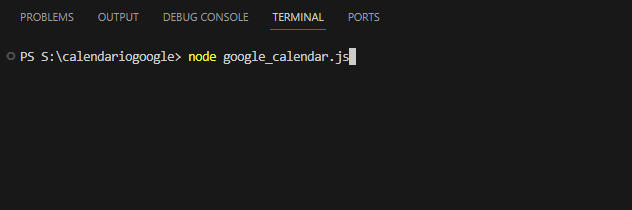 PROBLEMS OUTPUT DEBUG CONSOLE TERMINAL PORTS
PS S:\calendariogoogle> node google_calendar.js